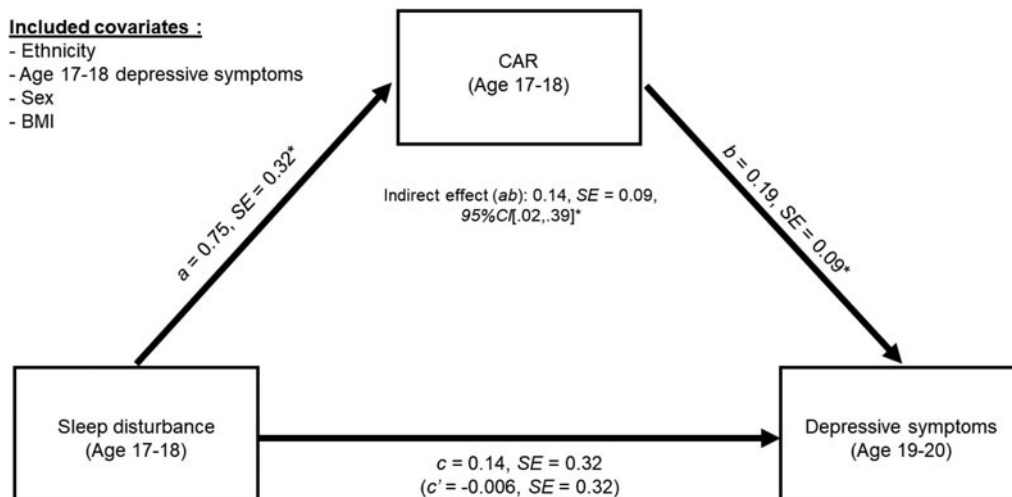 Included covariates :
- Ethnicity
- Age 17-18 depressive symptoms
- Sex
- BMI
CAR
(Age 17-18)
a = 0.75, SE = 0.32*
b = 0.19, SE = 0.09*
Indirect effect (ab): 0.14, SE = 0.09,
95%CI[.02,.39]*
Sleep disturbance
(Age 17-18)
Depressive symptoms
(Age 19-20)
c = 0.14, SE = 0.32
(c' = -0.006, SE = 0.32)